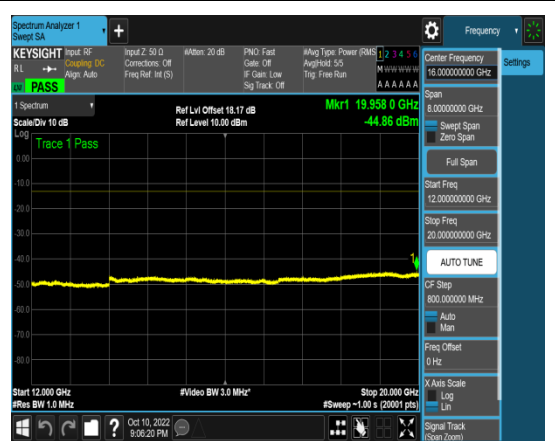 Spectrum Analyzer 1
Swept SA
Frequency
KEYSIGHT
RL
Input: RF
Coupling: DC
Align: Auto
Input Z: 50 Ω
Corrections: Off
Freq Ref: Int (S)
#Atten: 20 dB
PNO: Fast
Gate: Off
IF Gain: Low
Sig Track: Off
#Avg Type: Power (RMS
Avg|Hold: 5/5
Trig: Free Run
1 2 3 4 5 6
M W W W W W
A A A A A A
PASS
1 Spectrum
Scale/Div 10 dB
Ref Lvl Offset 18.17 dB
Ref Level 10.00 dBm
Mkr1 19.958 0 GHz
-44.86 dBm
Log
Trace 1 Pass
0.00
-10.0
-20.0
-30.0
-40.0
-50.0
-60.0
-70.0
-80.0
1
Start 12.000 GHz
#Res BW 1.0 MHz
#Video BW 3.0 MHz*
Stop 20.000 GHz
#Sweep ~1.00 s (20001 pts)
Oct 10, 2022
9:06:20 PM
Center Frequency
16.000000000 GHz
Settings
Span
8.00000000 GHz
Swept Span
Zero Span
Full Span
Start Freq
12.000000000 GHz
Stop Freq
20.000000000 GHz
AUTO TUNE
CF Step
800.000000 MHz
Auto
Man
Freq Offset
0 Hz
X Axis Scale
Log
Lin
Signal Track
(Span Zoom)